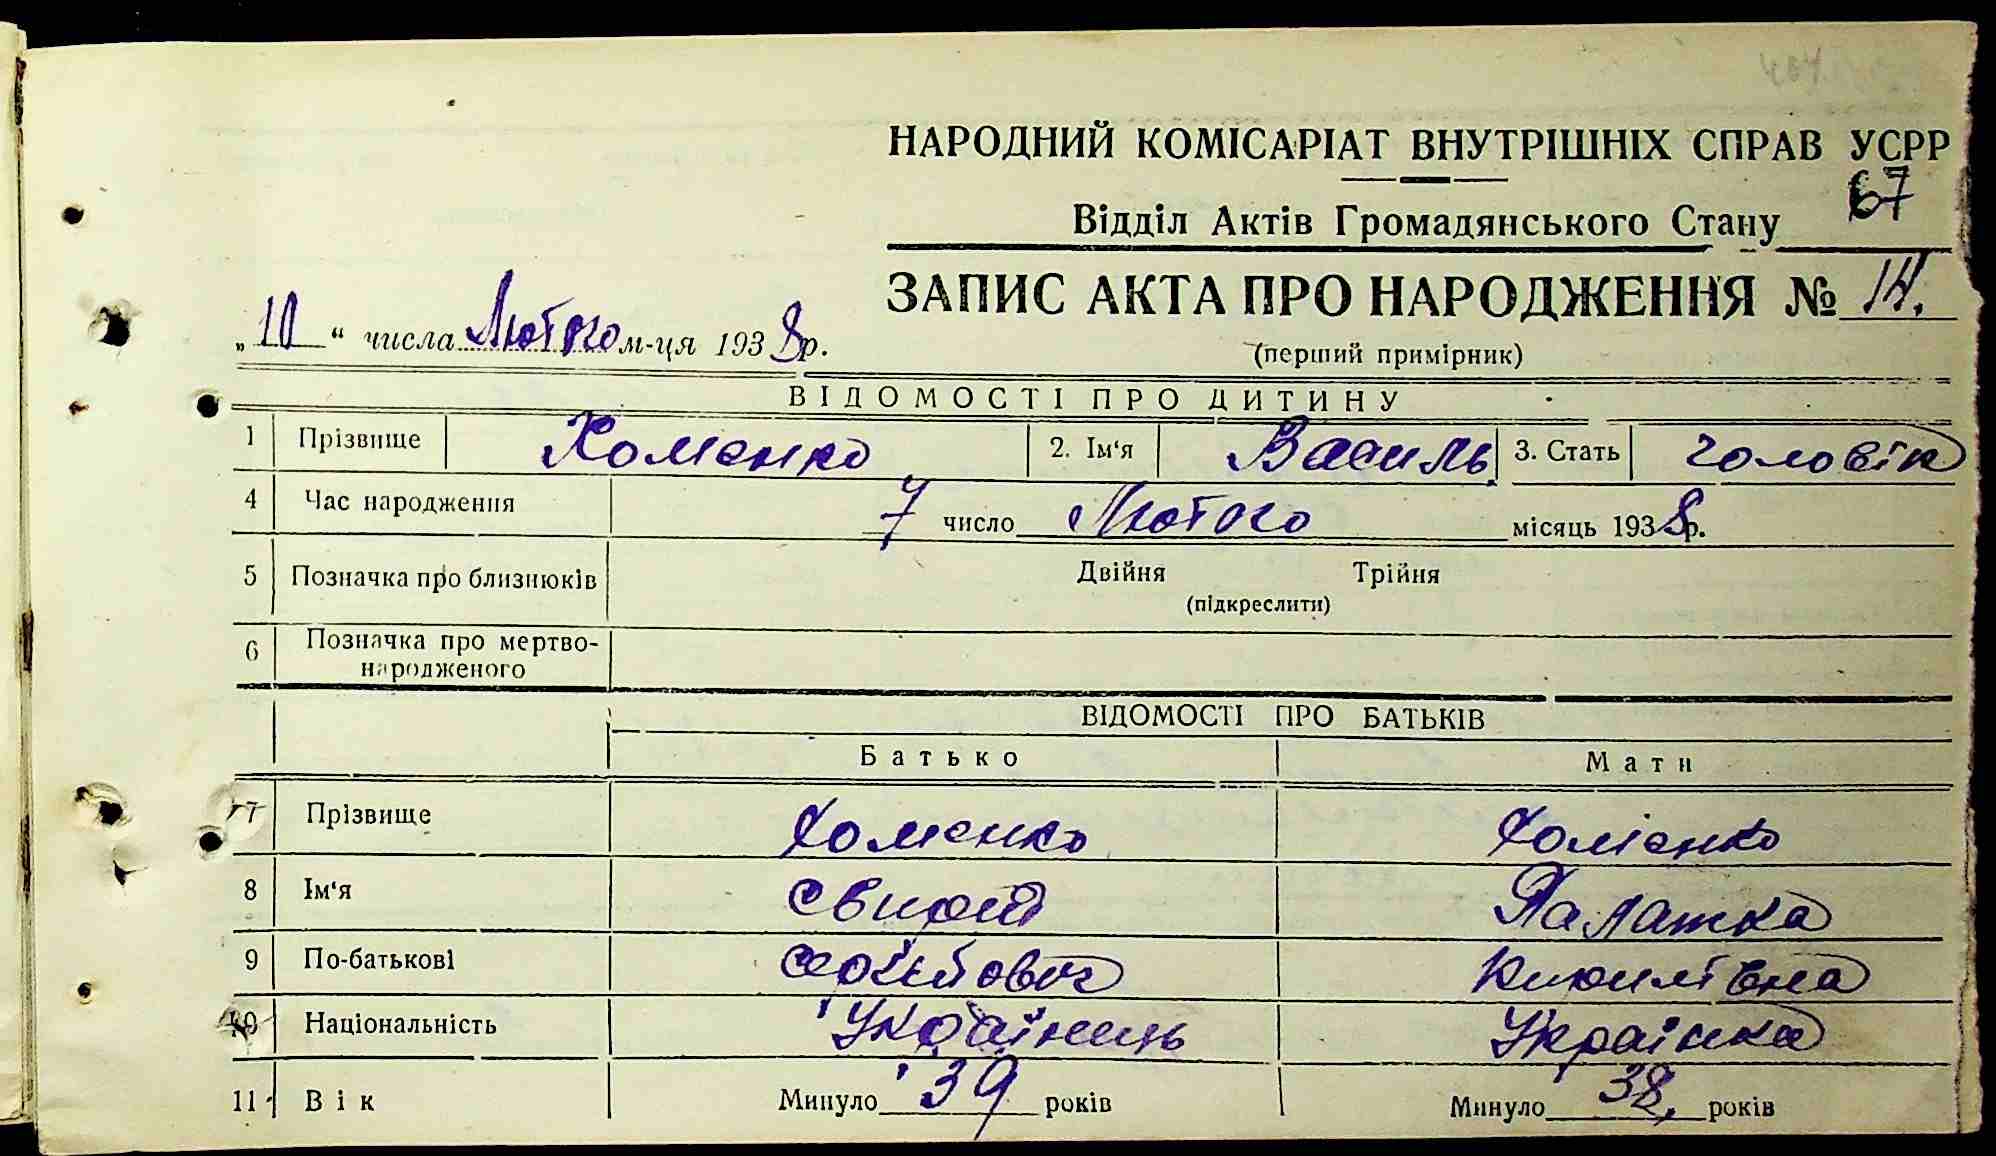 НАРОДНИЙ КОМІСАРІАТ ВНУТРІШНІХ СПРАВ УСРР
67
Відділ Актів Громадянського Стану
ЗАПИС АКТА ПРО НАРОДЖЕННЯ № 14.
„10“ числа Лютого м-ця 1938 р.
(перший примірник)
ВІДОМОСТІ ПРО ДИТИНУ
1 Прізвище Хоменко 2. Ім'я Василь 3. Стать чоловік
4 Час народження 7 число Лютого місяць 1938 р.
5 Позначка про близнюків Двійня Трійня
(підкреслити)
6 Позначка про мертво-
народженого
ВІДОМОСТІ ПРО БАТЬКІВ
Батько Мати
7 Прізвище Хоменко Хоменко
8 Ім'я Свирид Палажка
9 По-батькові
10 Національність Українець Українка
11 Вік Минуло 39 років Минуло 38 років